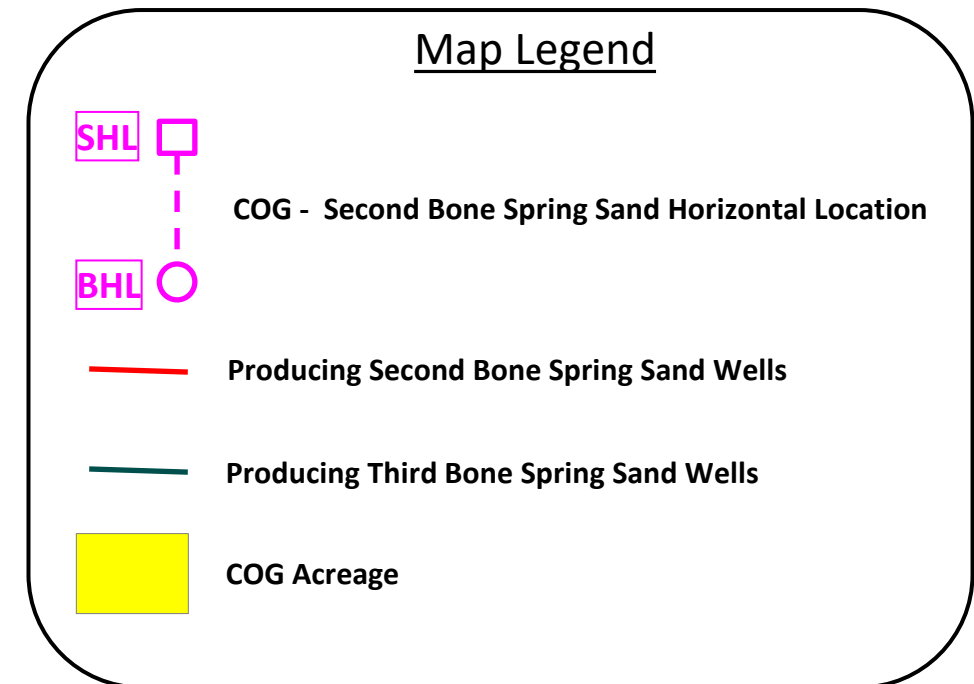 Map Legend
SHL
COG - Second Bone Spring Sand Horizontal Location
BHL
Producing Second Bone Spring Sand Wells
Producing Third Bone Spring Sand Wells
COG Acreage